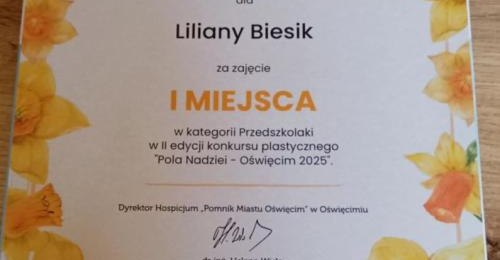 dla
Liliany Biesik
za zajęcie
I MIEJSCA
w kategorii Przedszkolaki
w II edycji konkursu plastycznego
"Pola Nadziei - Oświęcim 2025".
Dyrektor Hospicjum „Pomnik Miastu Oświęcim" w Oświęcimiu